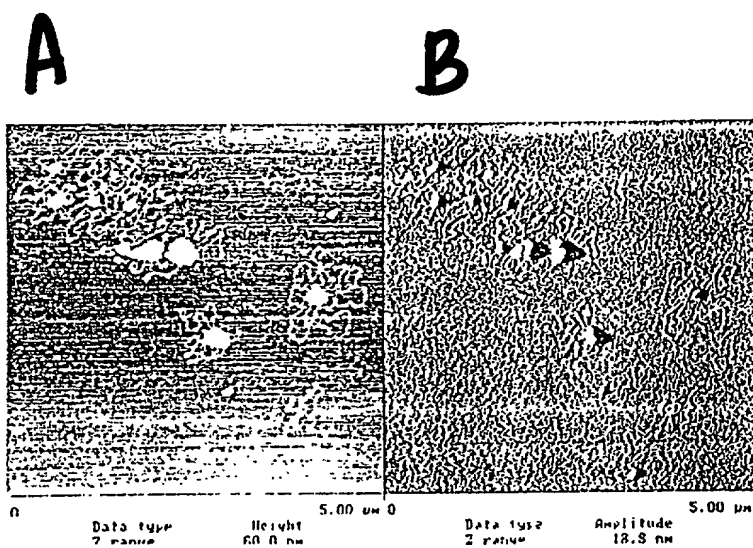 A B
0 5.00 µm 0 5.00 µm
Data type Height Data type Amplitude
Z range 60.0 nm Z range 18.8 nm